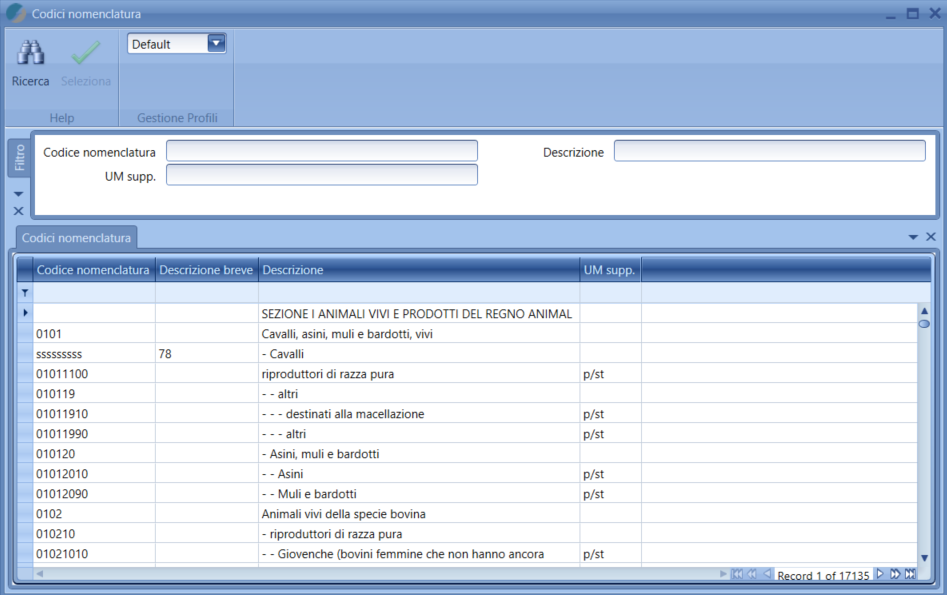 Codici nomenclatura
Default
Ricerca Seleziona
Help Gestione Profili
Filtro
Codice nomenclatura Descrizione
UM supp.
Codici nomenclatura
Codice nomenclatura Descrizione breve Descrizione UM supp.
SEZIONE I ANIMALI VIVI E PRODOTTI DEL REGNO ANIMAL
0101 Cavalli, asini, muli e bardotti, vivi
sssssssss 78 - Cavalli
01011100 riproduttori di razza pura p/st
010119 - - altri
01011910 - - - destinati alla macellazione p/st
01011990 - - - altri p/st
010120 - Asini, muli e bardotti
01012010 - - Asini p/st
01012090 - - Muli e bardotti p/st
0102 Animali vivi della specie bovina
010210 - riproduttori di razza pura
01021010 - - Giovenche (bovini femmine che non hanno ancora p/st
Record 1 of 17135